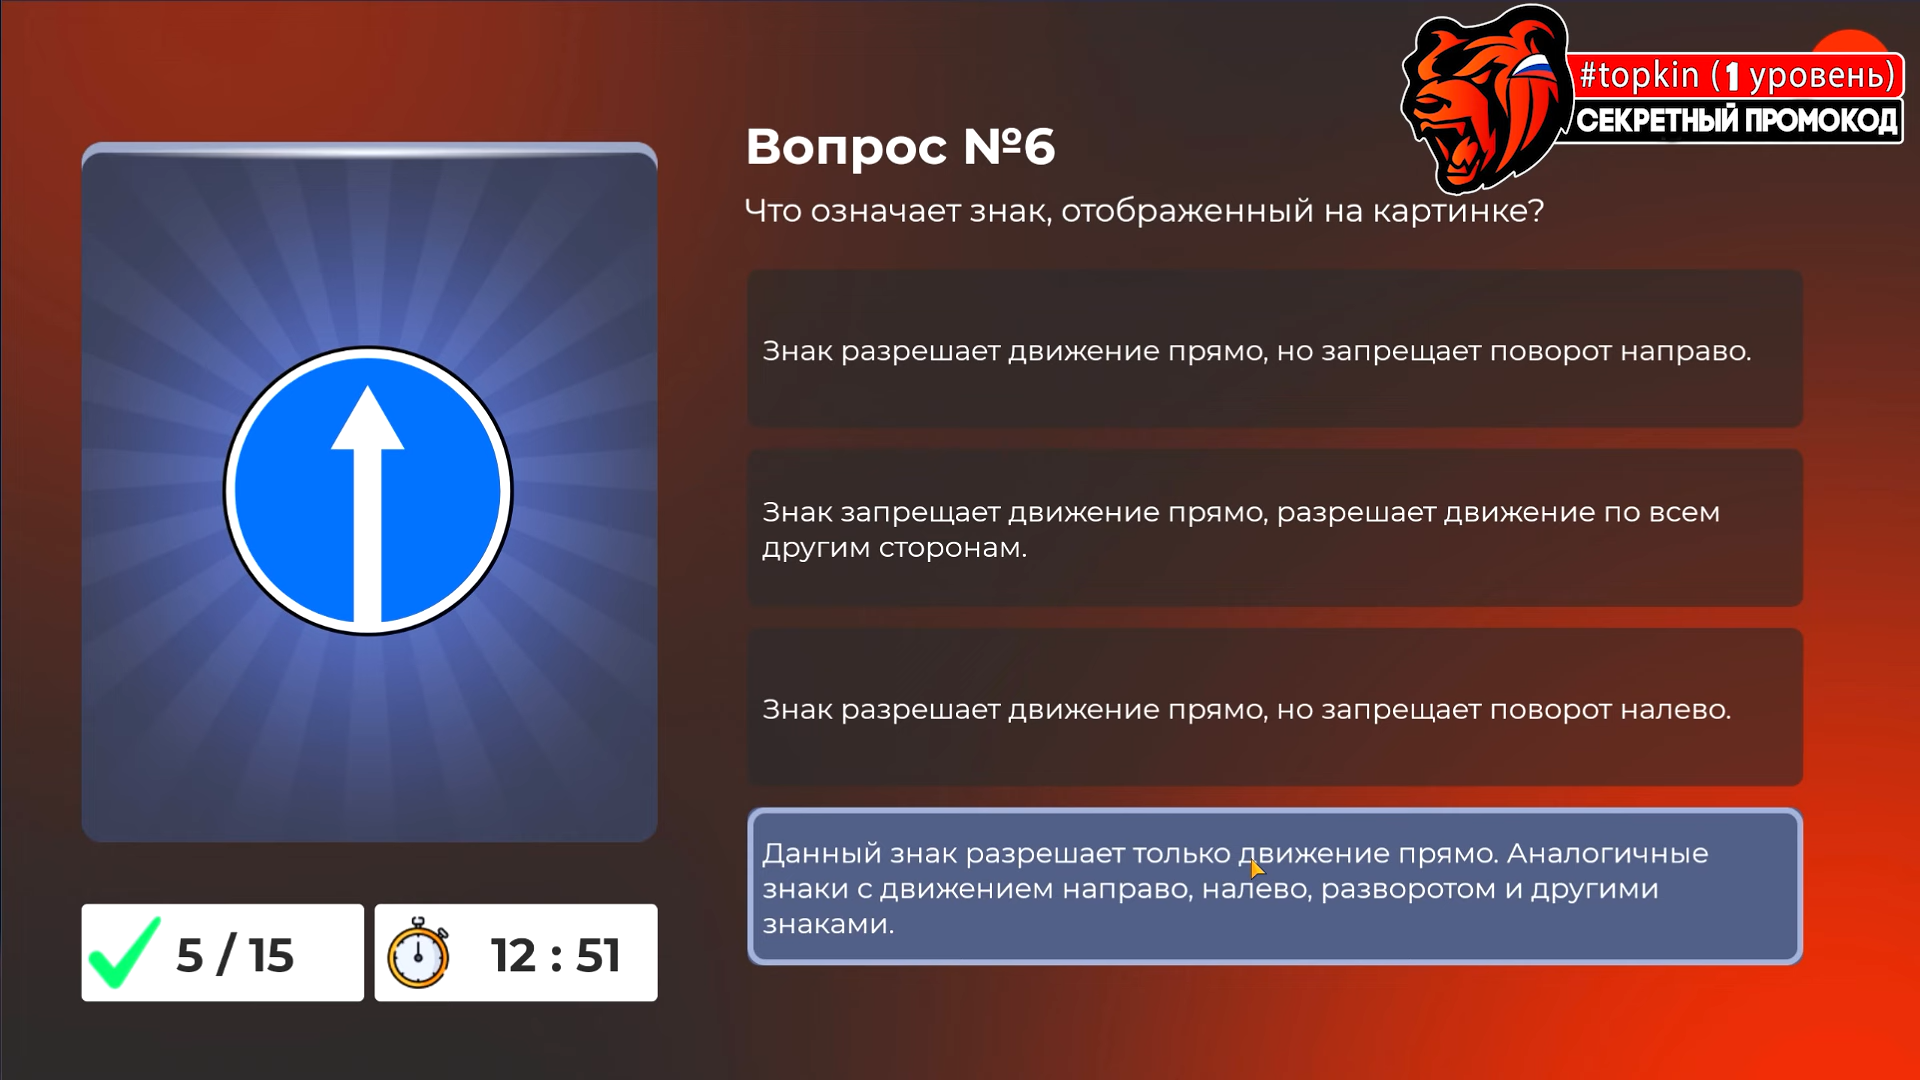 #topkin (1 уровень)
СЕКРЕТНЫЙ ПРОМОКОД
Вопрос №6
Что означает знак, отображенный на картинке?
Знак разрешает движение прямо, но запрещает поворот направо.
Знак запрещает движение прямо, разрешает движение по всем
другим сторонам.
Знак разрешает движение прямо, но запрещает поворот налево.
Данный знак разрешает только движение прямо. Аналогичные
знаки с движением направо, налево, разворотом и другими
знаками.
5 / 15
12 : 51